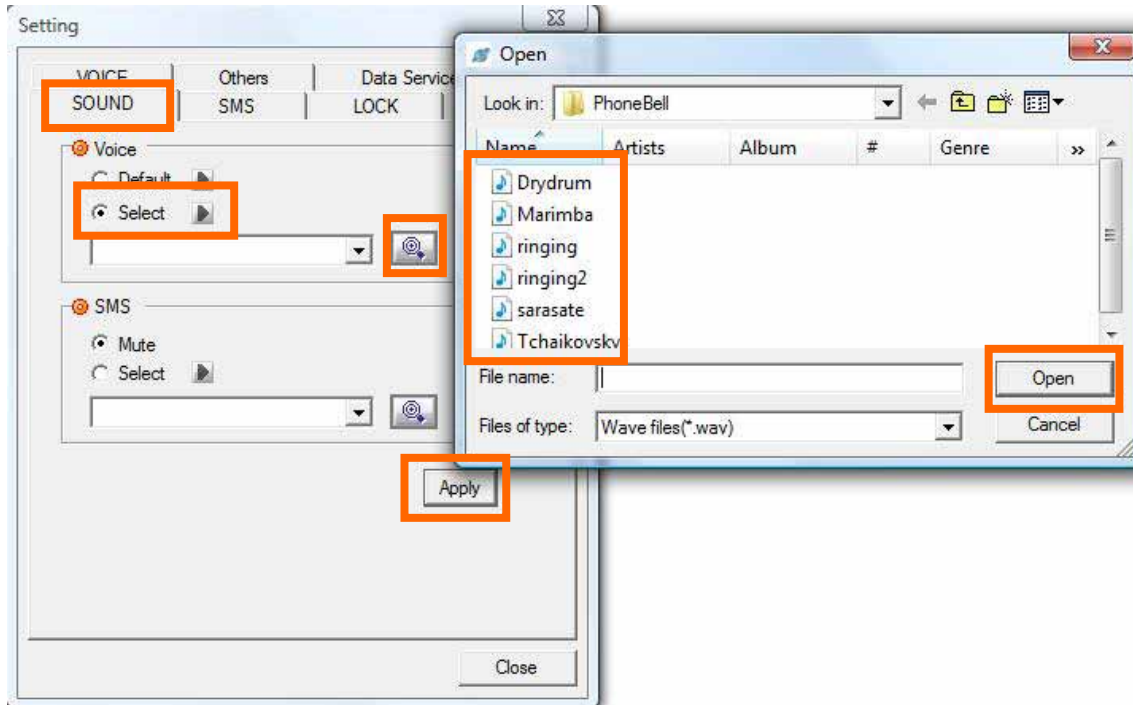 Setting
VOICE Others Data Service
SOUND SMS LOCK
Voice
Default
Select
SMS
Mute
Select
Apply
Close
Open
Look in: PhoneBell
Name Artists Album # Genre »
Drydrum
Marimba
ringing
ringing2
sarasate
Tchaikovsky
File name: Open
Files of type: Wave files(*.wav) Cancel